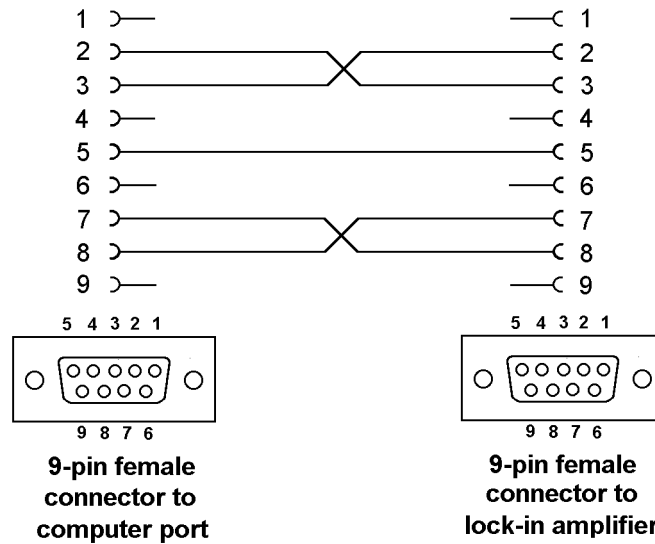 1 1
2 2
3 3
4 4
5 5
6 6
7 7
8 8
9 9
5 4 3 2 1
9 8 7 6
9-pin female
connector to
computer port
5 4 3 2 1
9 8 7 6
9-pin female
connector to
lock-in amplifier